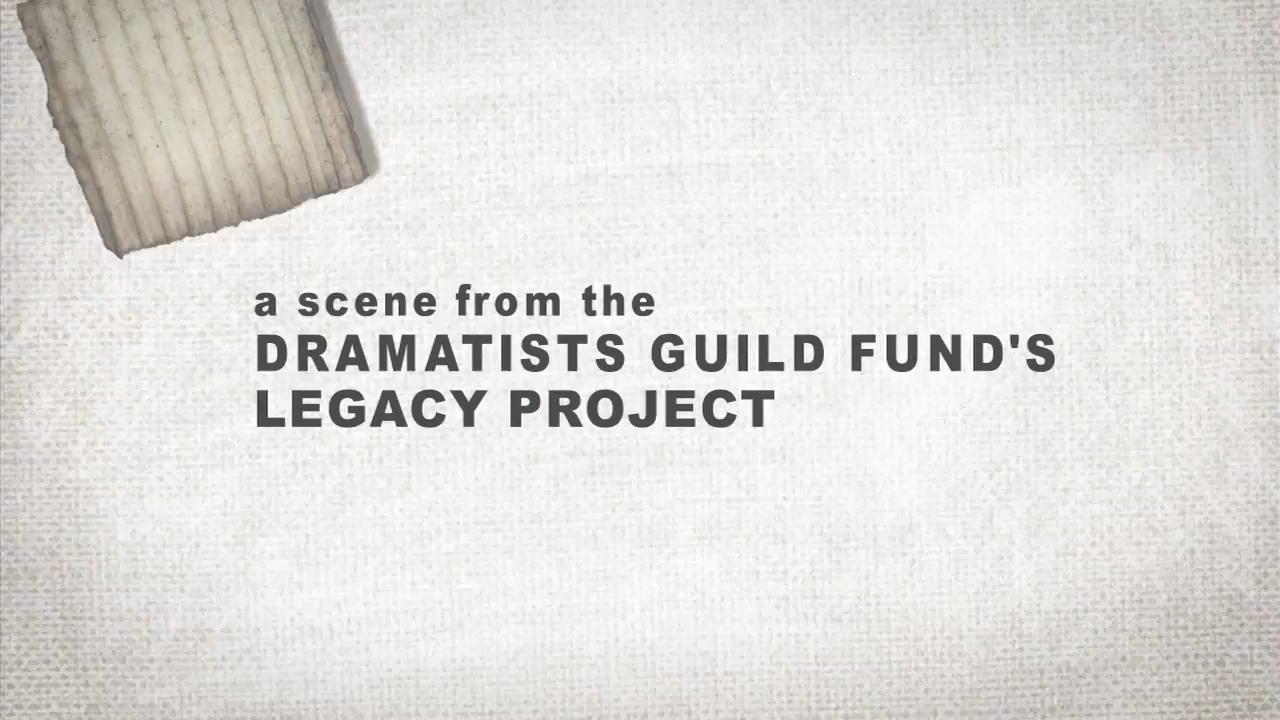 a scene from the
DRAMATISTS GUILD FUND'S
LEGACY PROJECT